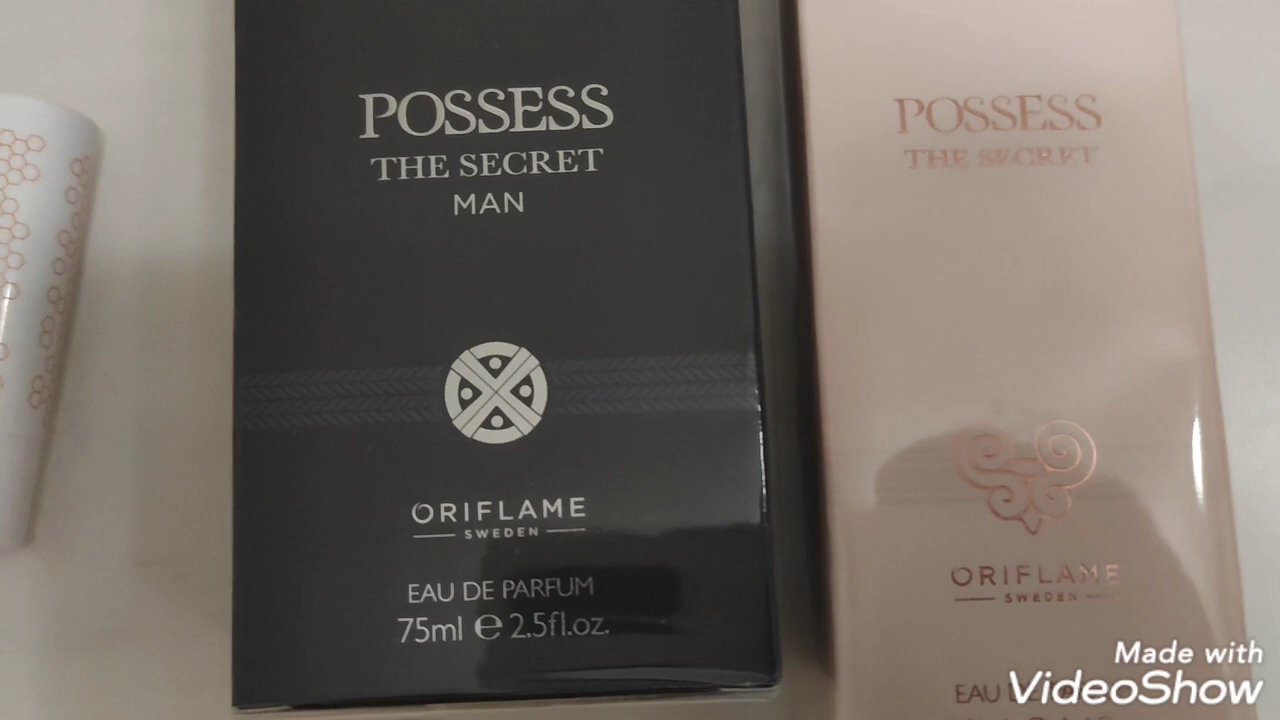 POSSESS
THE SECRET
MAN
ORIFLAME
SWEDEN
EAU DE PARFUM
75ml e 2.5fl.oz.
POSSESS
THE SECRET
ORIFLAME
SWEDEN
EAU
Made with
VideoShow